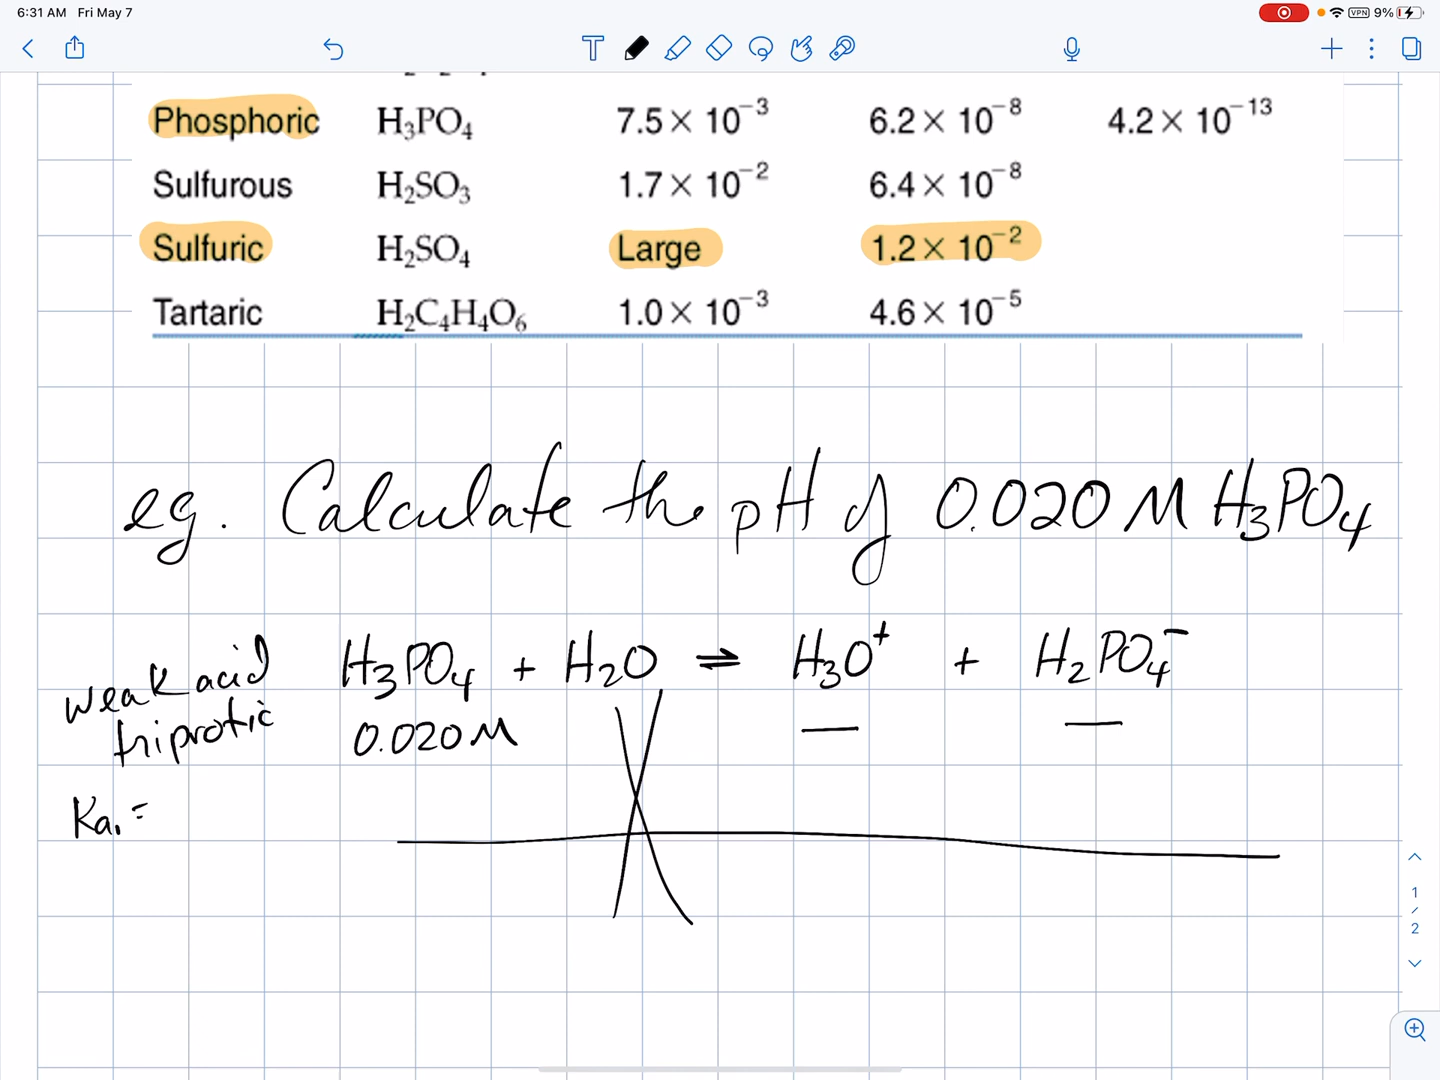 6:31 AM Fri May 7
VPN 9%
T
Phosphoric H₃PO₄ 7.5 × 10⁻³ 6.2 × 10⁻⁸ 4.2 × 10⁻¹³
Sulfurous H₂SO₃ 1.7 × 10⁻² 6.4 × 10⁻⁸
Sulfuric H₂SO₄ Large 1.2 × 10⁻²
Tartaric H₂C₄H₄O₆ 1.0 × 10⁻³ 4.6 × 10⁻⁵
eg. Calculate the pH of 0.020 M H₃PO₄
weak acid H₃PO₄ + H₂O ⇌ H₃O⁺ + H₂PO₄⁻
triprotic 0.020 M — —
Ka₁ =
1
/
2